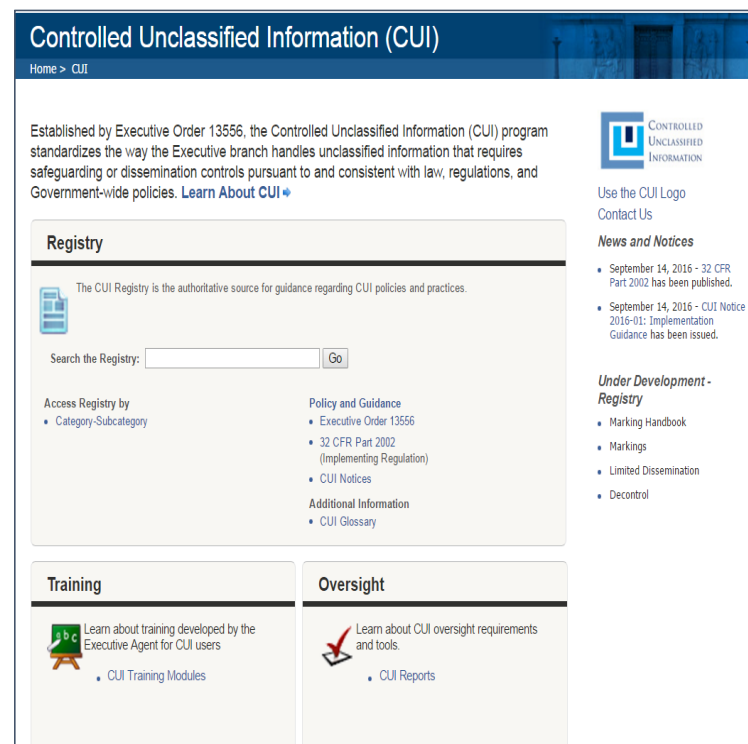 Controlled Unclassified Information (CUI)
Home > CUI
Established by Executive Order 13556, the Controlled Unclassified Information (CUI) program
standardizes the way the Executive branch handles unclassified information that requires
safeguarding or dissemination controls pursuant to and consistent with law, regulations, and
Government-wide policies. Learn About CUI
Registry
The CUI Registry is the authoritative source for guidance regarding CUI policies and practices.
Search the Registry: Go
Access Registry by
Category-Subcategory
Policy and Guidance
Executive Order 13556
32 CFR Part 2002
(Implementing Regulation)
CUI Notices
Additional Information
CUI Glossary
Training
abc
Learn about training developed by the
Executive Agent for CUI users
CUI Training Modules
Oversight
Learn about CUI oversight requirements
and tools.
CUI Reports
CONTROLLED
UNCLASSIFIED
INFORMATION
Use the CUI Logo
Contact Us
News and Notices
September 14, 2016 - 32 CFR
Part 2002 has been published.
September 14, 2016 - CUI Notice
2016-01: Implementation
Guidance has been issued.
Under Development -
Registry
Marking Handbook
Markings
Limited Dissemination
Decontrol